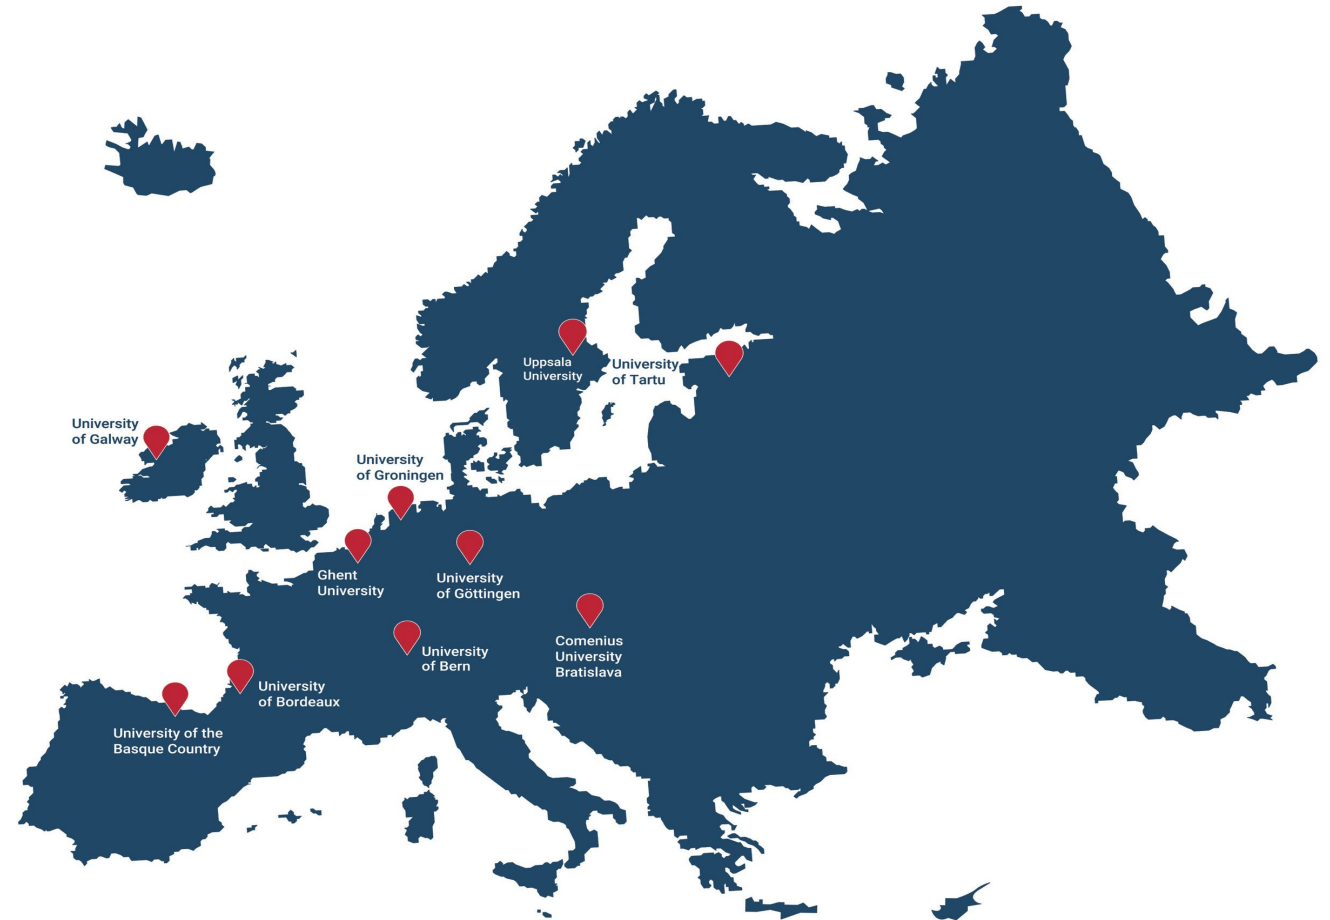 Uppsala
University
University
of Tartu
University
of Galway
University
of Groningen
Ghent
University
University
of Göttingen
Comenius
University
Bratislava
University
of Bern
University
of Bordeaux
University of the
Basque Country